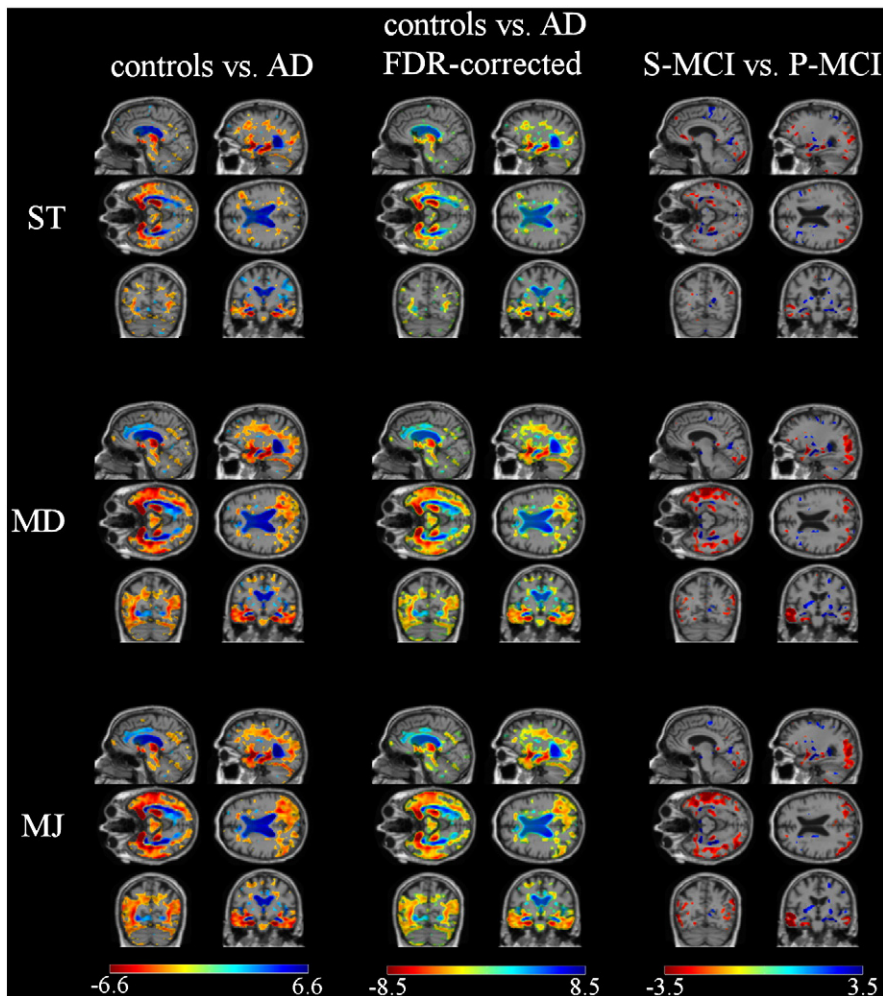 controls vs. AD
controls vs. AD
FDR-corrected
S-MCI vs. P-MCI
ST
MD
MJ
-6.6 6.6
-8.5 8.5
-3.5 3.5